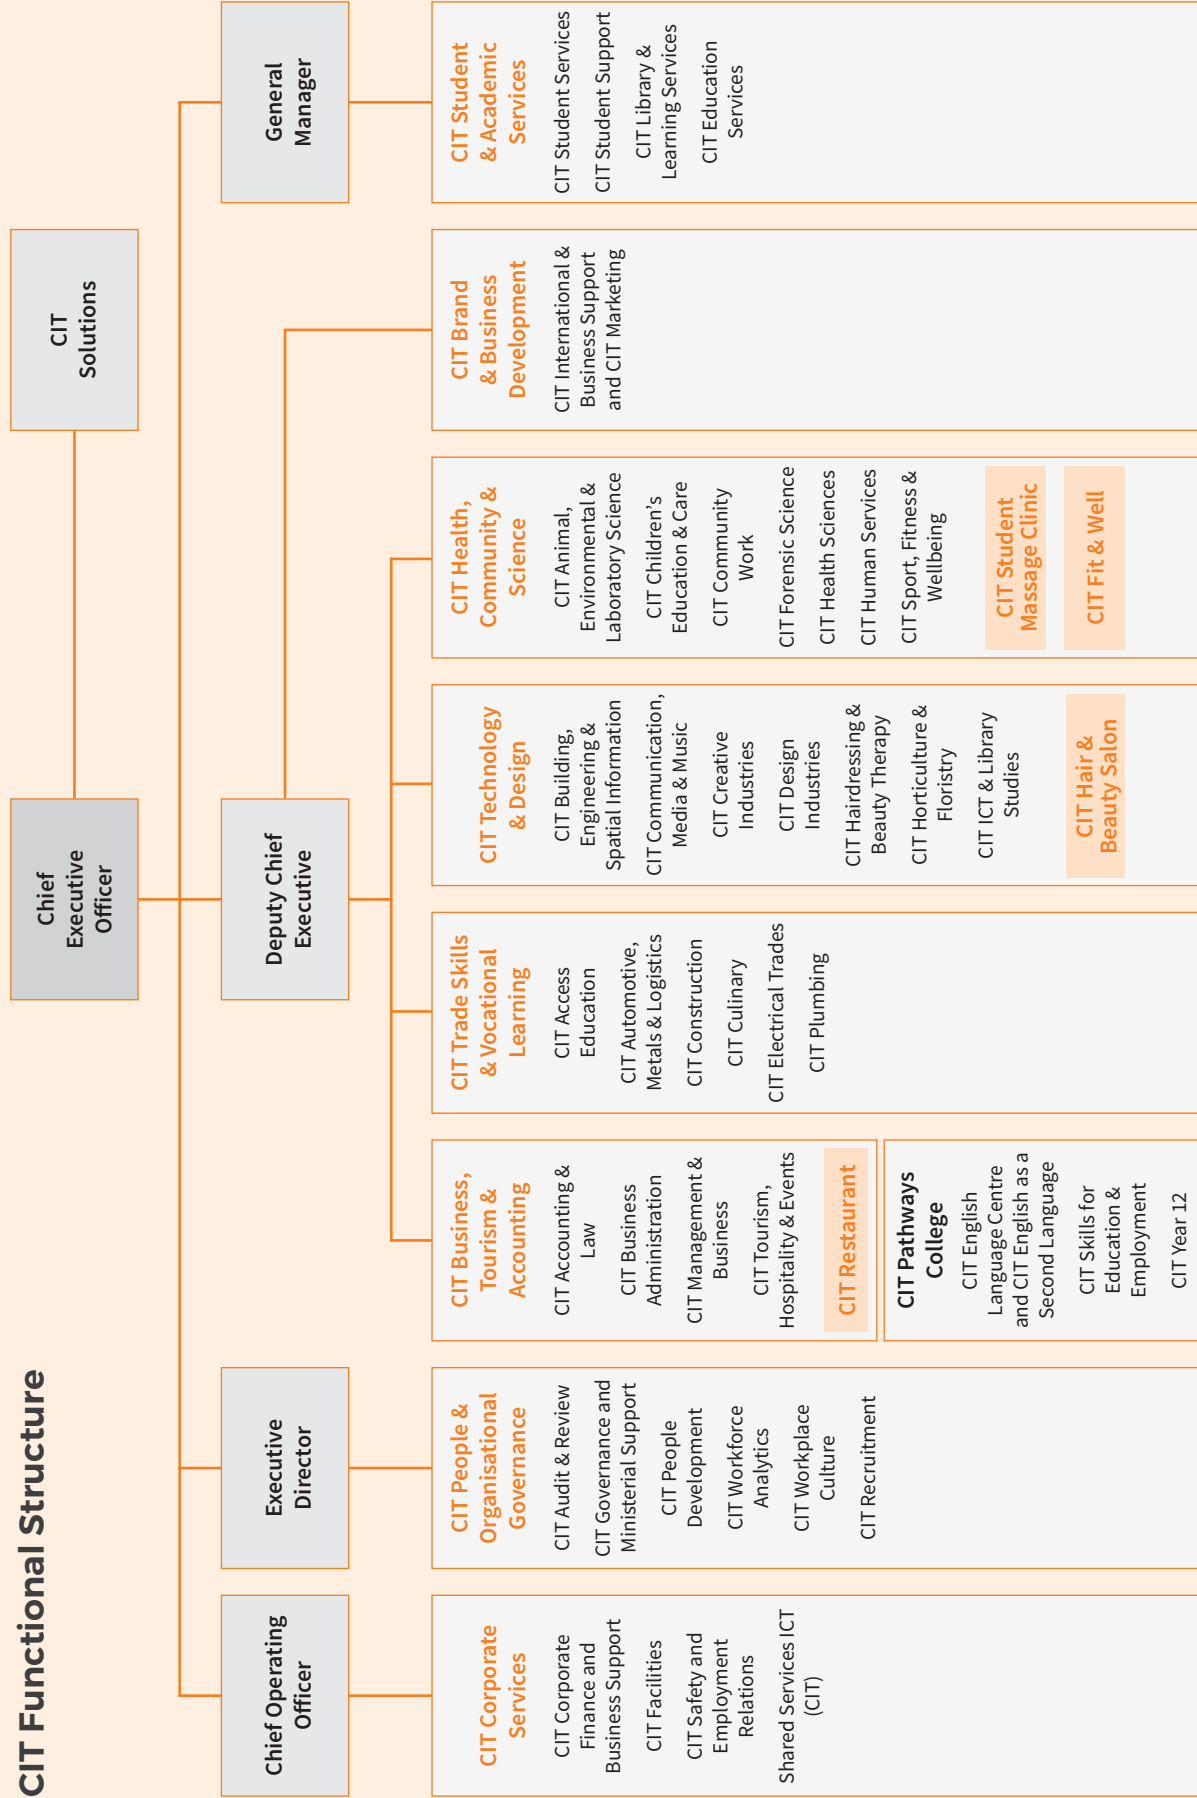 CIT Functional Structure
Chief
Executive
Officer
CIT
Solutions
Chief Operating
Officer
Executive
Director
Deputy Chief
Executive
General
Manager
CIT Corporate
Services
CIT Corporate
Finance and
Business Support
CIT Facilities
CIT Safety and
Employment
Relations
Shared Services ICT
(CIT)
CIT People &
Organisational
Governance
CIT Audit & Review
CIT Governance and
Ministerial Support
CIT People
Development
CIT Workforce
Analytics
CIT Workplace
Culture
CIT Recruitment
CIT Business,
Tourism &
Accounting
CIT Accounting &
Law
CIT Business
Administration
CIT Management &
Business
CIT Tourism,
Hospitality & Events
CIT Restaurant
CIT Pathways
College
CIT English
Language Centre
and CIT English as a
Second Language
CIT Skills for
Education &
Employment
CIT Year 12
CIT Trade Skills
& Vocational
Learning
CIT Access
Education
CIT Automotive,
Metals & Logistics
CIT Construction
CIT Culinary
CIT Electrical Trades
CIT Plumbing
CIT Technology
& Design
CIT Building,
Engineering &
Spatial Information
CIT Communication,
Media & Music
CIT Creative
Industries
CIT Design
Industries
CIT Hairdressing &
Beauty Therapy
CIT Horticulture &
Floristry
CIT ICT & Library
Studies
CIT Hair &
Beauty Salon
CIT Health,
Community &
Science
CIT Animal,
Environmental &
Laboratory Science
CIT Children's
Education & Care
CIT Community
Work
CIT Forensic Science
CIT Health Sciences
CIT Human Services
CIT Sport, Fitness &
Wellbeing
CIT Student
Massage Clinic
CIT Fit & Well
CIT Brand
& Business
Development
CIT International &
Business Support
and CIT Marketing
CIT Student
& Academic
Services
CIT Student Services
CIT Student Support
CIT Library &
Learning Services
CIT Education
Services